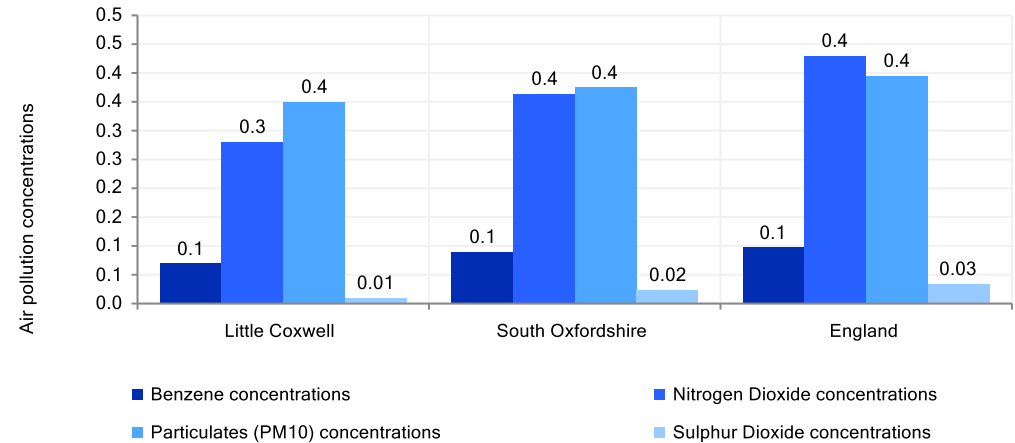 Air pollution concentrations
0.5
0.5
0.4
0.4
0.3
0.3
0.2
0.2
0.1
0.1
0.0
0.1
0.3
0.4
0.01
0.1
0.4
0.4
0.02
0.1
0.4
0.4
0.03
Little Coxwell
South Oxfordshire
England
Benzene concentrations
Nitrogen Dioxide concentrations
Particulates (PM10) concentrations
Sulphur Dioxide concentrations